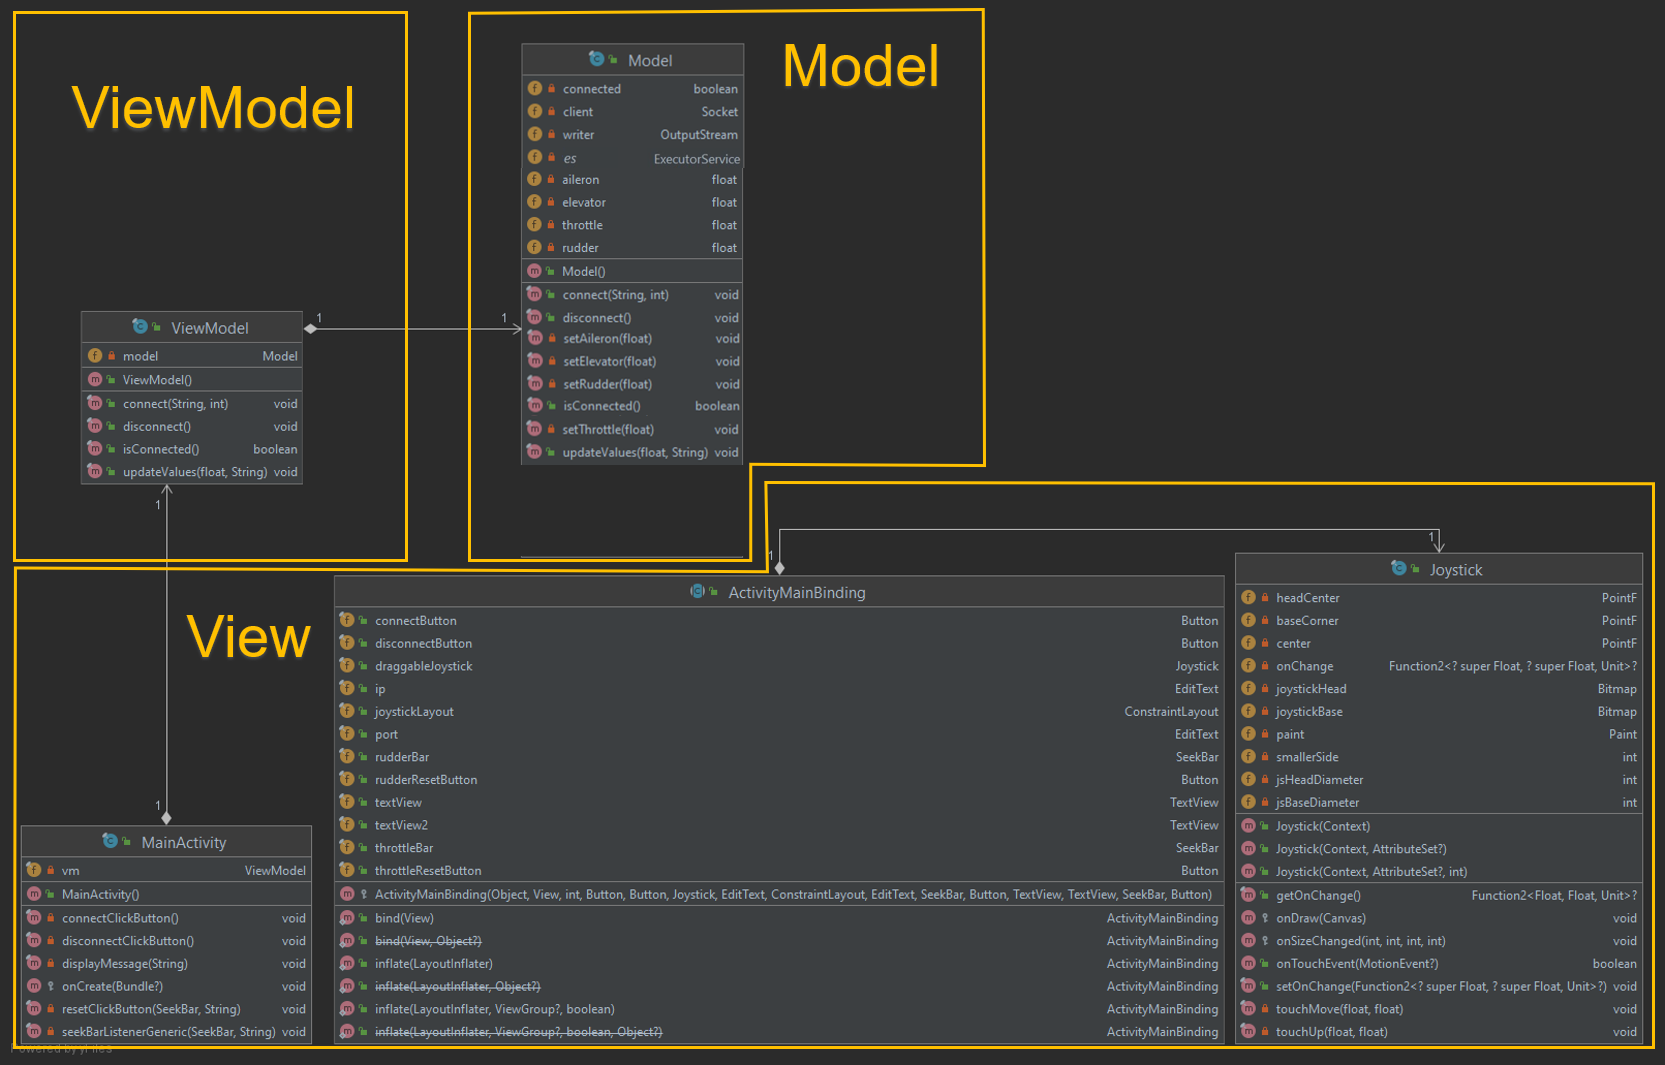 ViewModel
Model
Model
connected boolean
client Socket
writer OutputStream
es ExecutorService
aileron float
elevator float
throttle float
rudder float
Model()
connect(String, int) void
disconnect() void
setAileron(float) void
setElevator(float) void
setRudder(float) void
isConnected() boolean
setThrottle(float) void
updateValues(float, String) void
1 1
ViewModel
model Model
ViewModel()
connect(String, int) void
disconnect() void
isConnected() boolean
updateValues(float, String) void
1
1
View
MainActivity
vm ViewModel
MainActivity()
connectClickButton() void
disconnectClickButton() void
displayMessage(String) void
onCreate(Bundle?) void
resetClickButton(SeekBar, String) void
seekBarListenerGeneric(SeekBar, String) void
Powered by yFiles
1
1
ActivityMainBinding
connectButton Button
disconnectButton Button
draggableJoystick Joystick
ip EditText
joystickLayout ConstraintLayout
port EditText
rudderBar SeekBar
rudderResetButton Button
textView TextView
textView2 TextView
throttleBar SeekBar
throttleResetButton Button
ActivityMainBinding(Object, View, int, Button, Button, Joystick, EditText, ConstraintLayout, EditText, SeekBar, Button, TextView, TextView, SeekBar, Button)
bind(View) ActivityMainBinding
bind(View, Object?) ActivityMainBinding
inflate(LayoutInflater) ActivityMainBinding
inflate(LayoutInflater, Object?) ActivityMainBinding
inflate(LayoutInflater, ViewGroup?, boolean) ActivityMainBinding
inflate(LayoutInflater, ViewGroup?, boolean, Object?) ActivityMainBinding
Joystick
headCenter PointF
baseCorner PointF
center PointF
onChange Function2<? super Float, ? super Float, Unit>?
joystickHead Bitmap
joystickBase Bitmap
paint Paint
smallerSide int
jsHeadDiameter int
jsBaseDiameter int
Joystick(Context)
Joystick(Context, AttributeSet?)
Joystick(Context, AttributeSet?, int)
getOnChange() Function2<Float, Float, Unit>?
onDraw(Canvas) void
onSizeChanged(int, int, int, int) void
onTouchEvent(MotionEvent?) boolean
setOnChange(Function2<? super Float, ? super Float, Unit>?) void
touchMove(float, float) void
touchUp(float, float) void